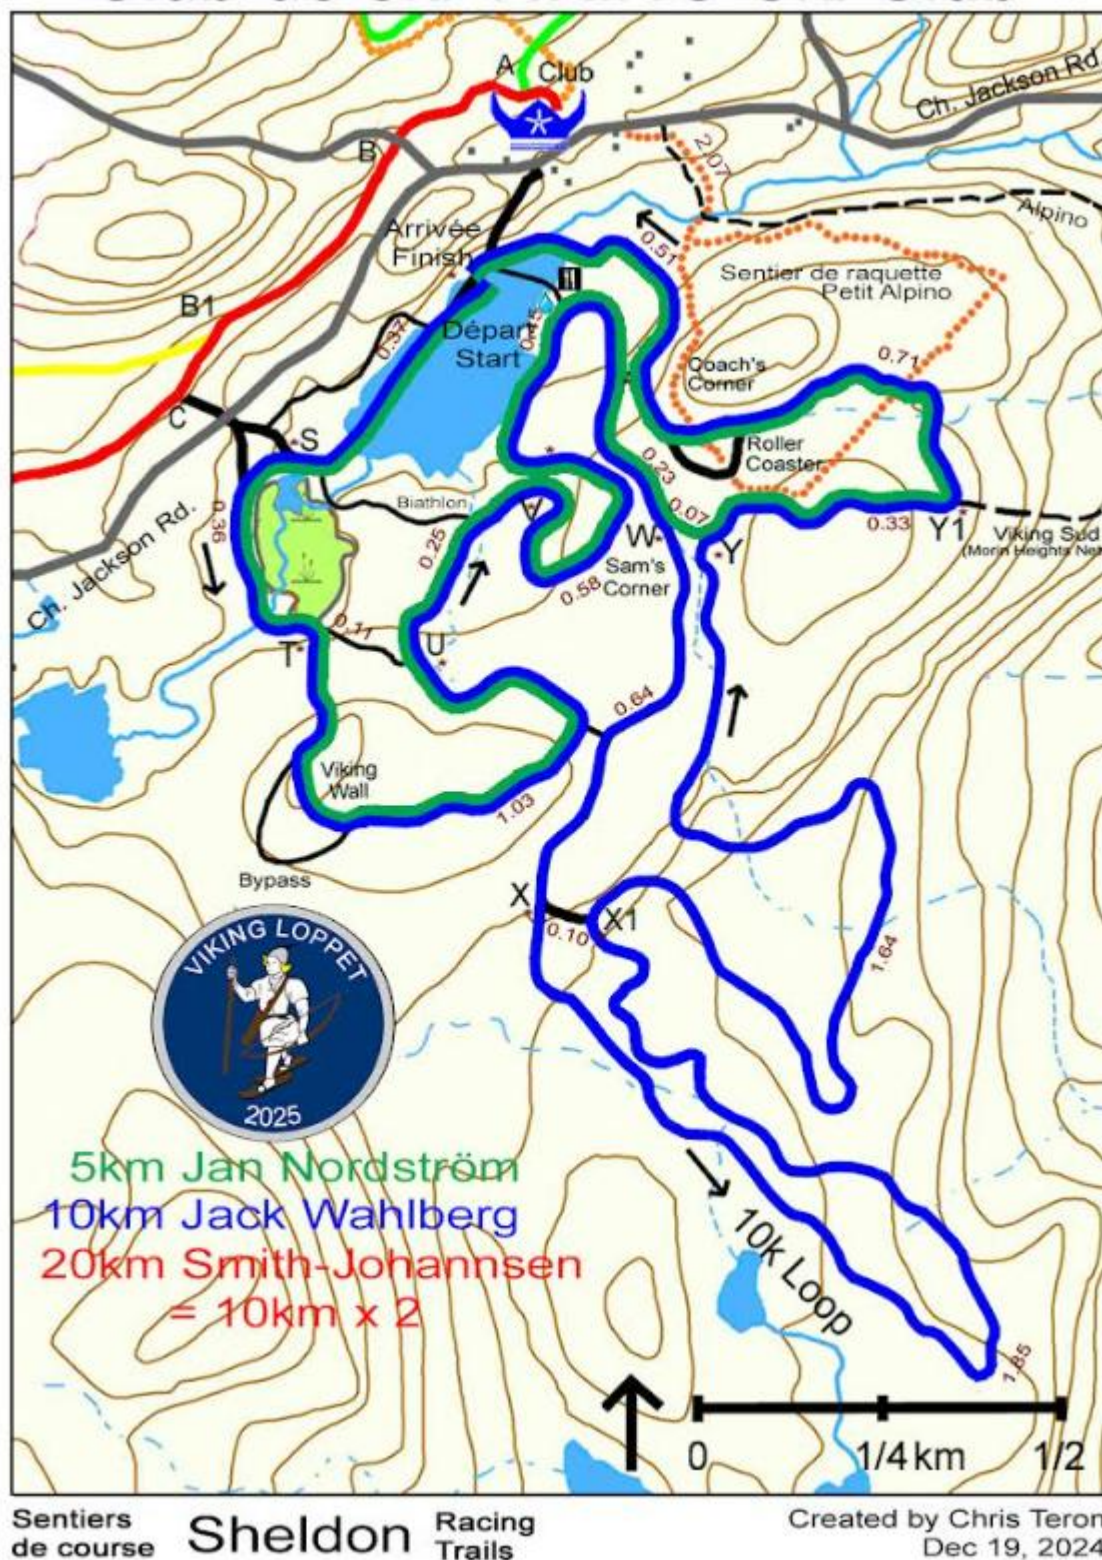 A
Club
Ch. Jackson Rd.
B
2.07
Arrivée
Finish
0.51
Alpino
Sentier de raquette
Petit Alpino
B1
0.37
Départ
Start
0.45
Coach's
Corner
0.71
C
S
Roller
Coaster
0.23
Biathlon
0.36
0.25
V
0.07
W
0.33
Y1
Viking Sud
Y
Sam's
Corner
0.58
Ch. Jackson Rd.
0.11
T
U
0.64
Viking
Wall
1.03
Bypass
X
X1
0.10
1.64
VIKING LOPPET
2025
5km Jan Nordström
10km Jack Wahlberg
20km Smith-Johannsen
= 10km x 2
10k Loop
1.85
0 1/4 km 1/2
Sentiers
de course
Sheldon
Racing
Trails
Created by Chris Teron
Dec 19, 2024